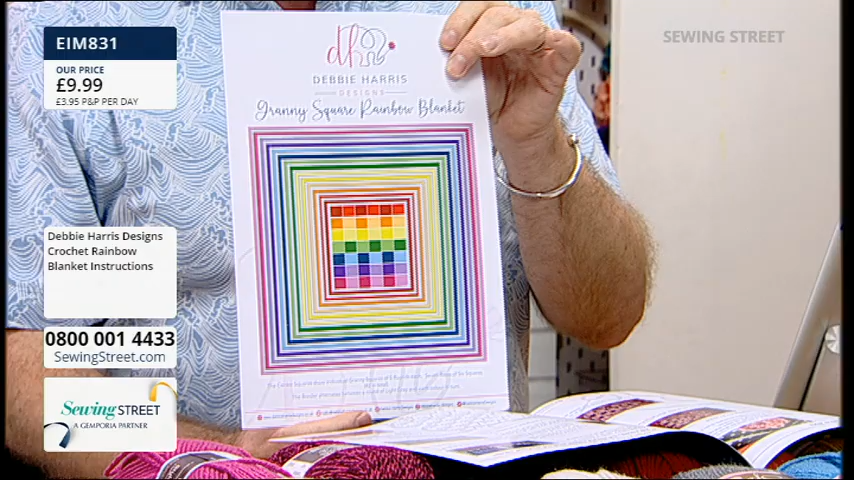 EIM831
OUR PRICE
£9.99
£3.95 P&P PER DAY
Debbie Harris Designs
Crochet Rainbow
Blanket Instructions
0800 001 4433
SewingStreet.com
Sewing STREET
A GEMPORIA PARTNER
SEWING STREET
dh
DEBBIE HARRIS
DESIGNS
Granny Square Rainbow Blanket